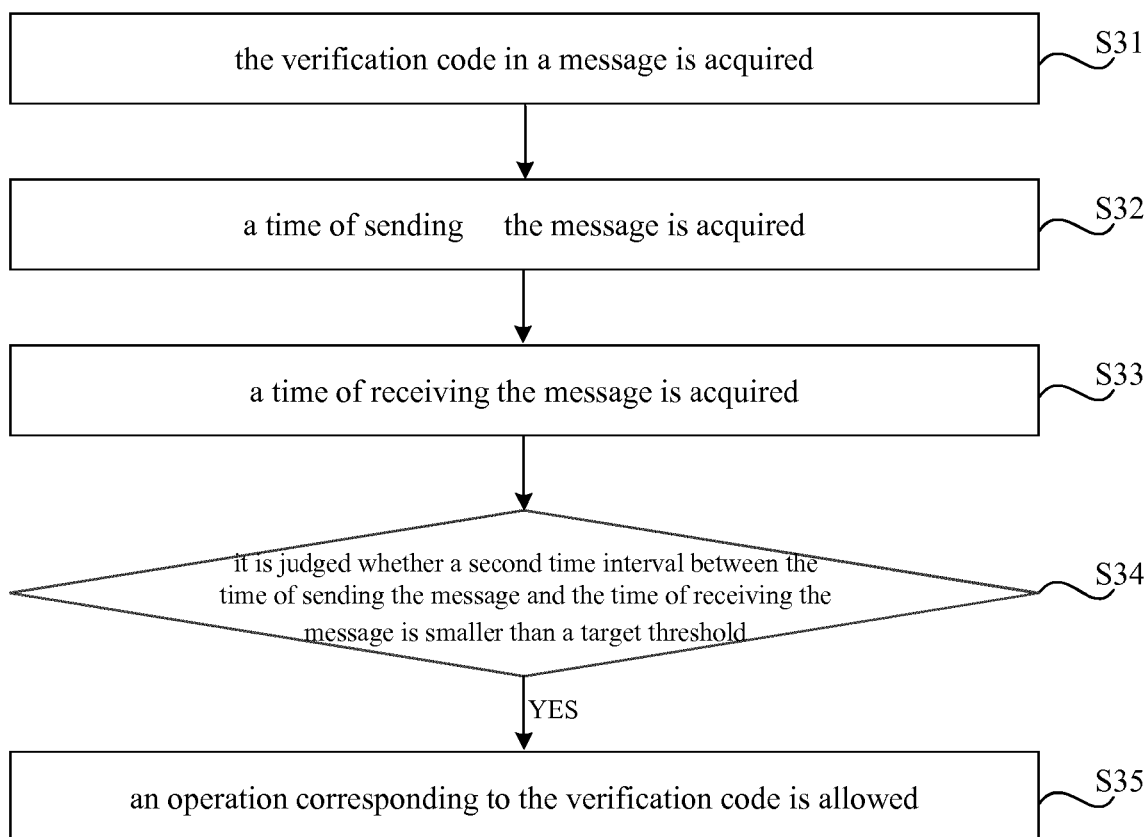 the verification code in a message is acquired
S31
a time of sending the message is acquired
S32
a time of receiving the message is acquired
S33
it is judged whether a second time interval between the
time of sending the message and the time of receiving the
message is smaller than a target threshold
S34
YES
an operation corresponding to the verification code is allowed
S35